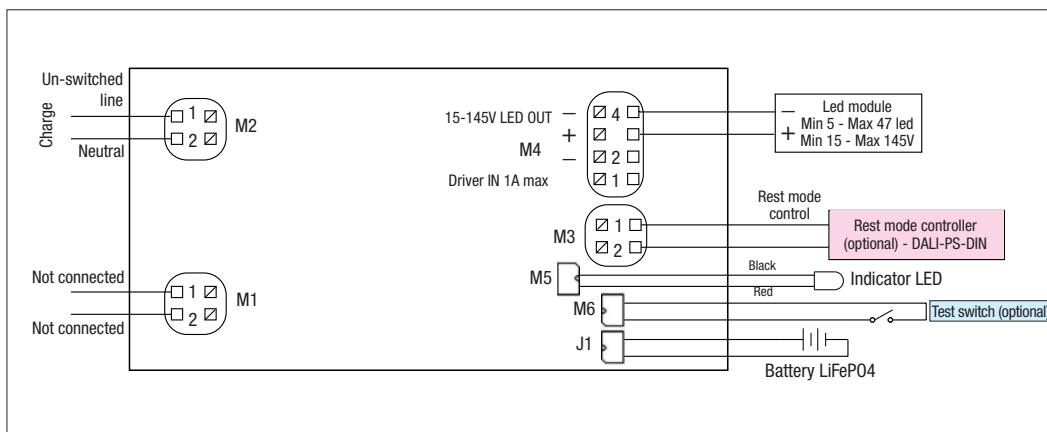 Un-switched
line
Charge
Neutral
1
2
M2
Not connected
Not connected
1
2
M1
15-145V LED OUT
−
+
−
M4
Driver IN 1A max
4
2
1
−
+
Led module
Min 5 - Max 47 led
Min 15 - Max 145V
M3
1
2
Rest mode
control
Rest mode controller
(optional) - DALI-PS-DIN
M5
Black
Red
Indicator LED
M6
Test switch (optional)
J1
Battery LiFePO4